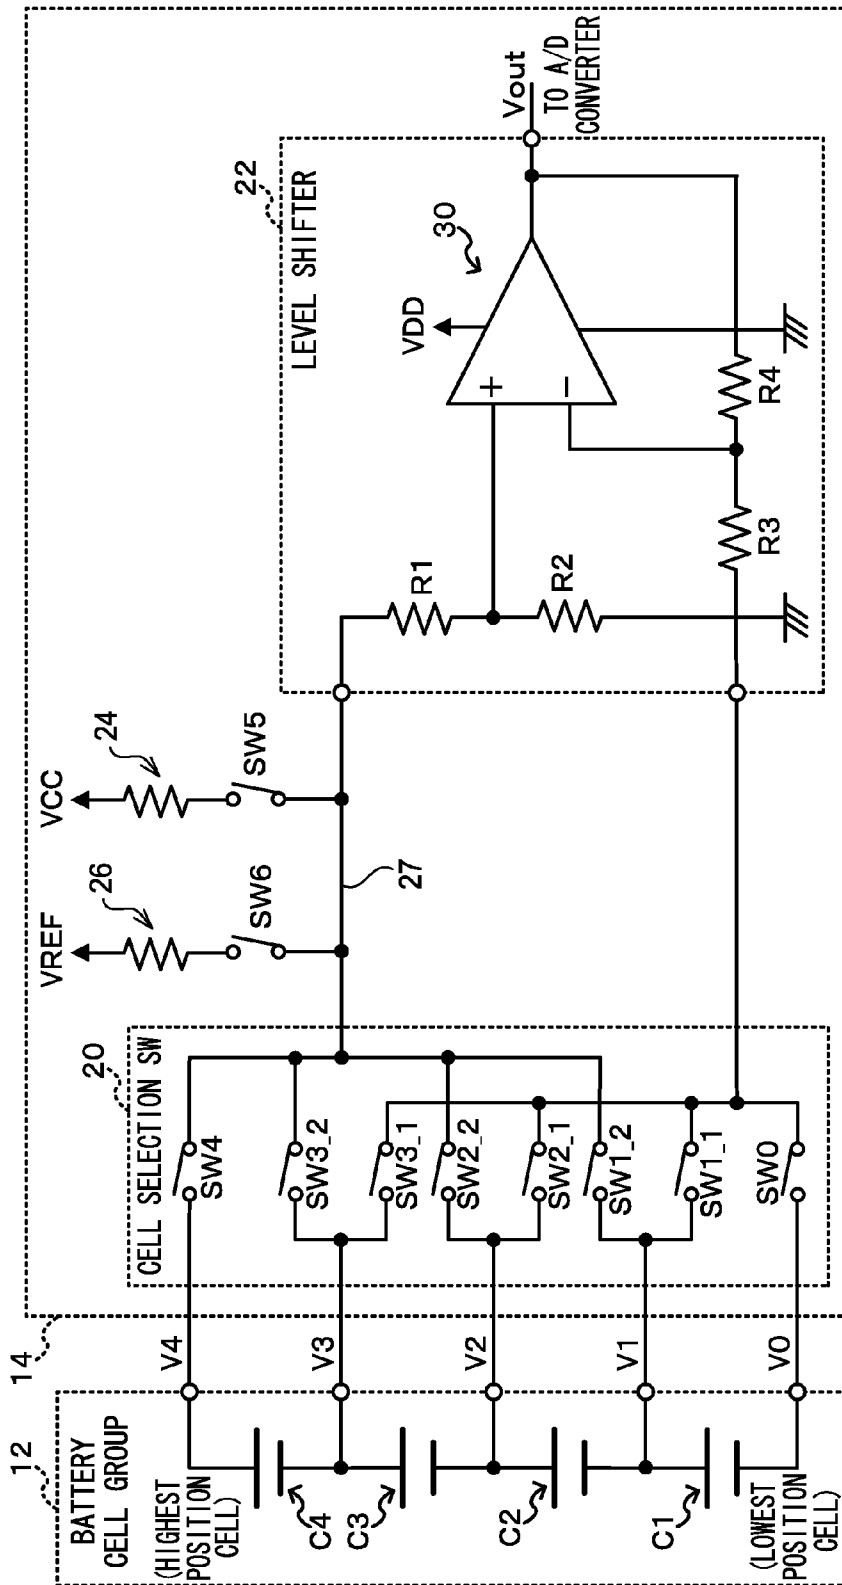 12
BATTERY
CELL GROUP
(HIGHEST
POSITION
CELL)
C4
C3
C2
C1
(LOWEST
POSITION
CELL)
14
V4
V3
V2
V1
V0
20
CELL SELECTION SW
SW4
SW3_2
SW3_1
SW2_2
SW2_1
SW1_2
SW1_1
SW0
VREF
26
SW6
VCC
24
SW5
27
22
LEVEL SHIFTER
R1
R2
R3
R4
VDD
30
+
−
Vout
TO A/D
CONVERTER